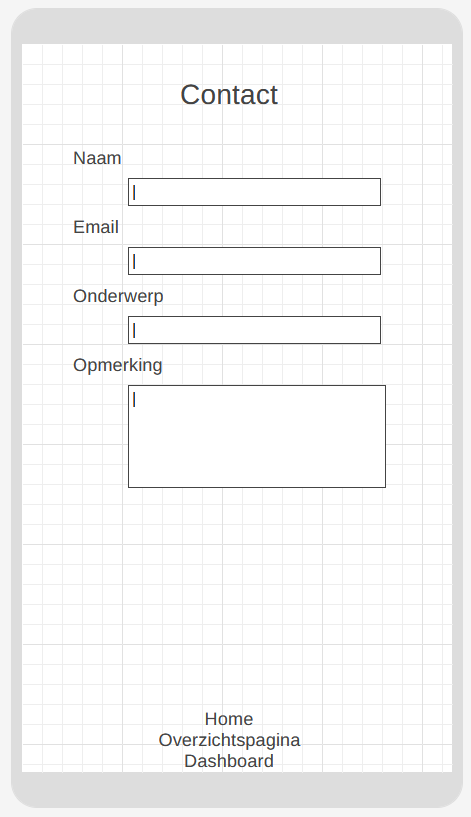 Contact
Naam
Email
Onderwerp
Opmerking
Home
Overzichtspagina
Dashboard